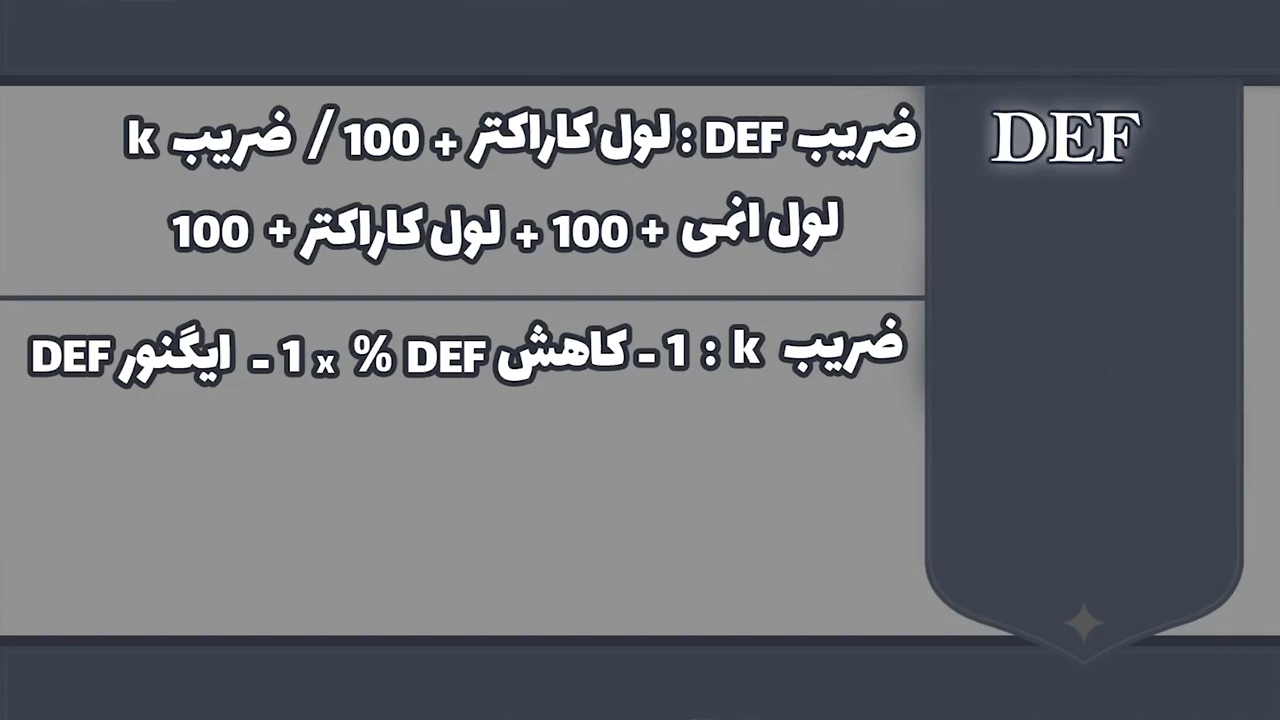 DEF
ضریب DEF : لول کاراکتر + 100 / ضریب k
لول انمی + 100 + لول کاراکتر + 100
ضریب k : 1 - کاهش DEF % x 1 - ایگنور DEF